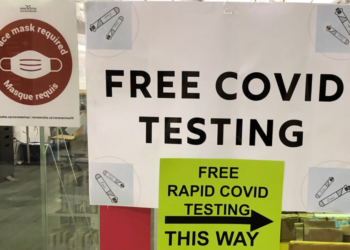 ace mask required
Masque requis
FREE COVID
TESTING
FREE
RAPID COVID
TESTING
THIS WAY